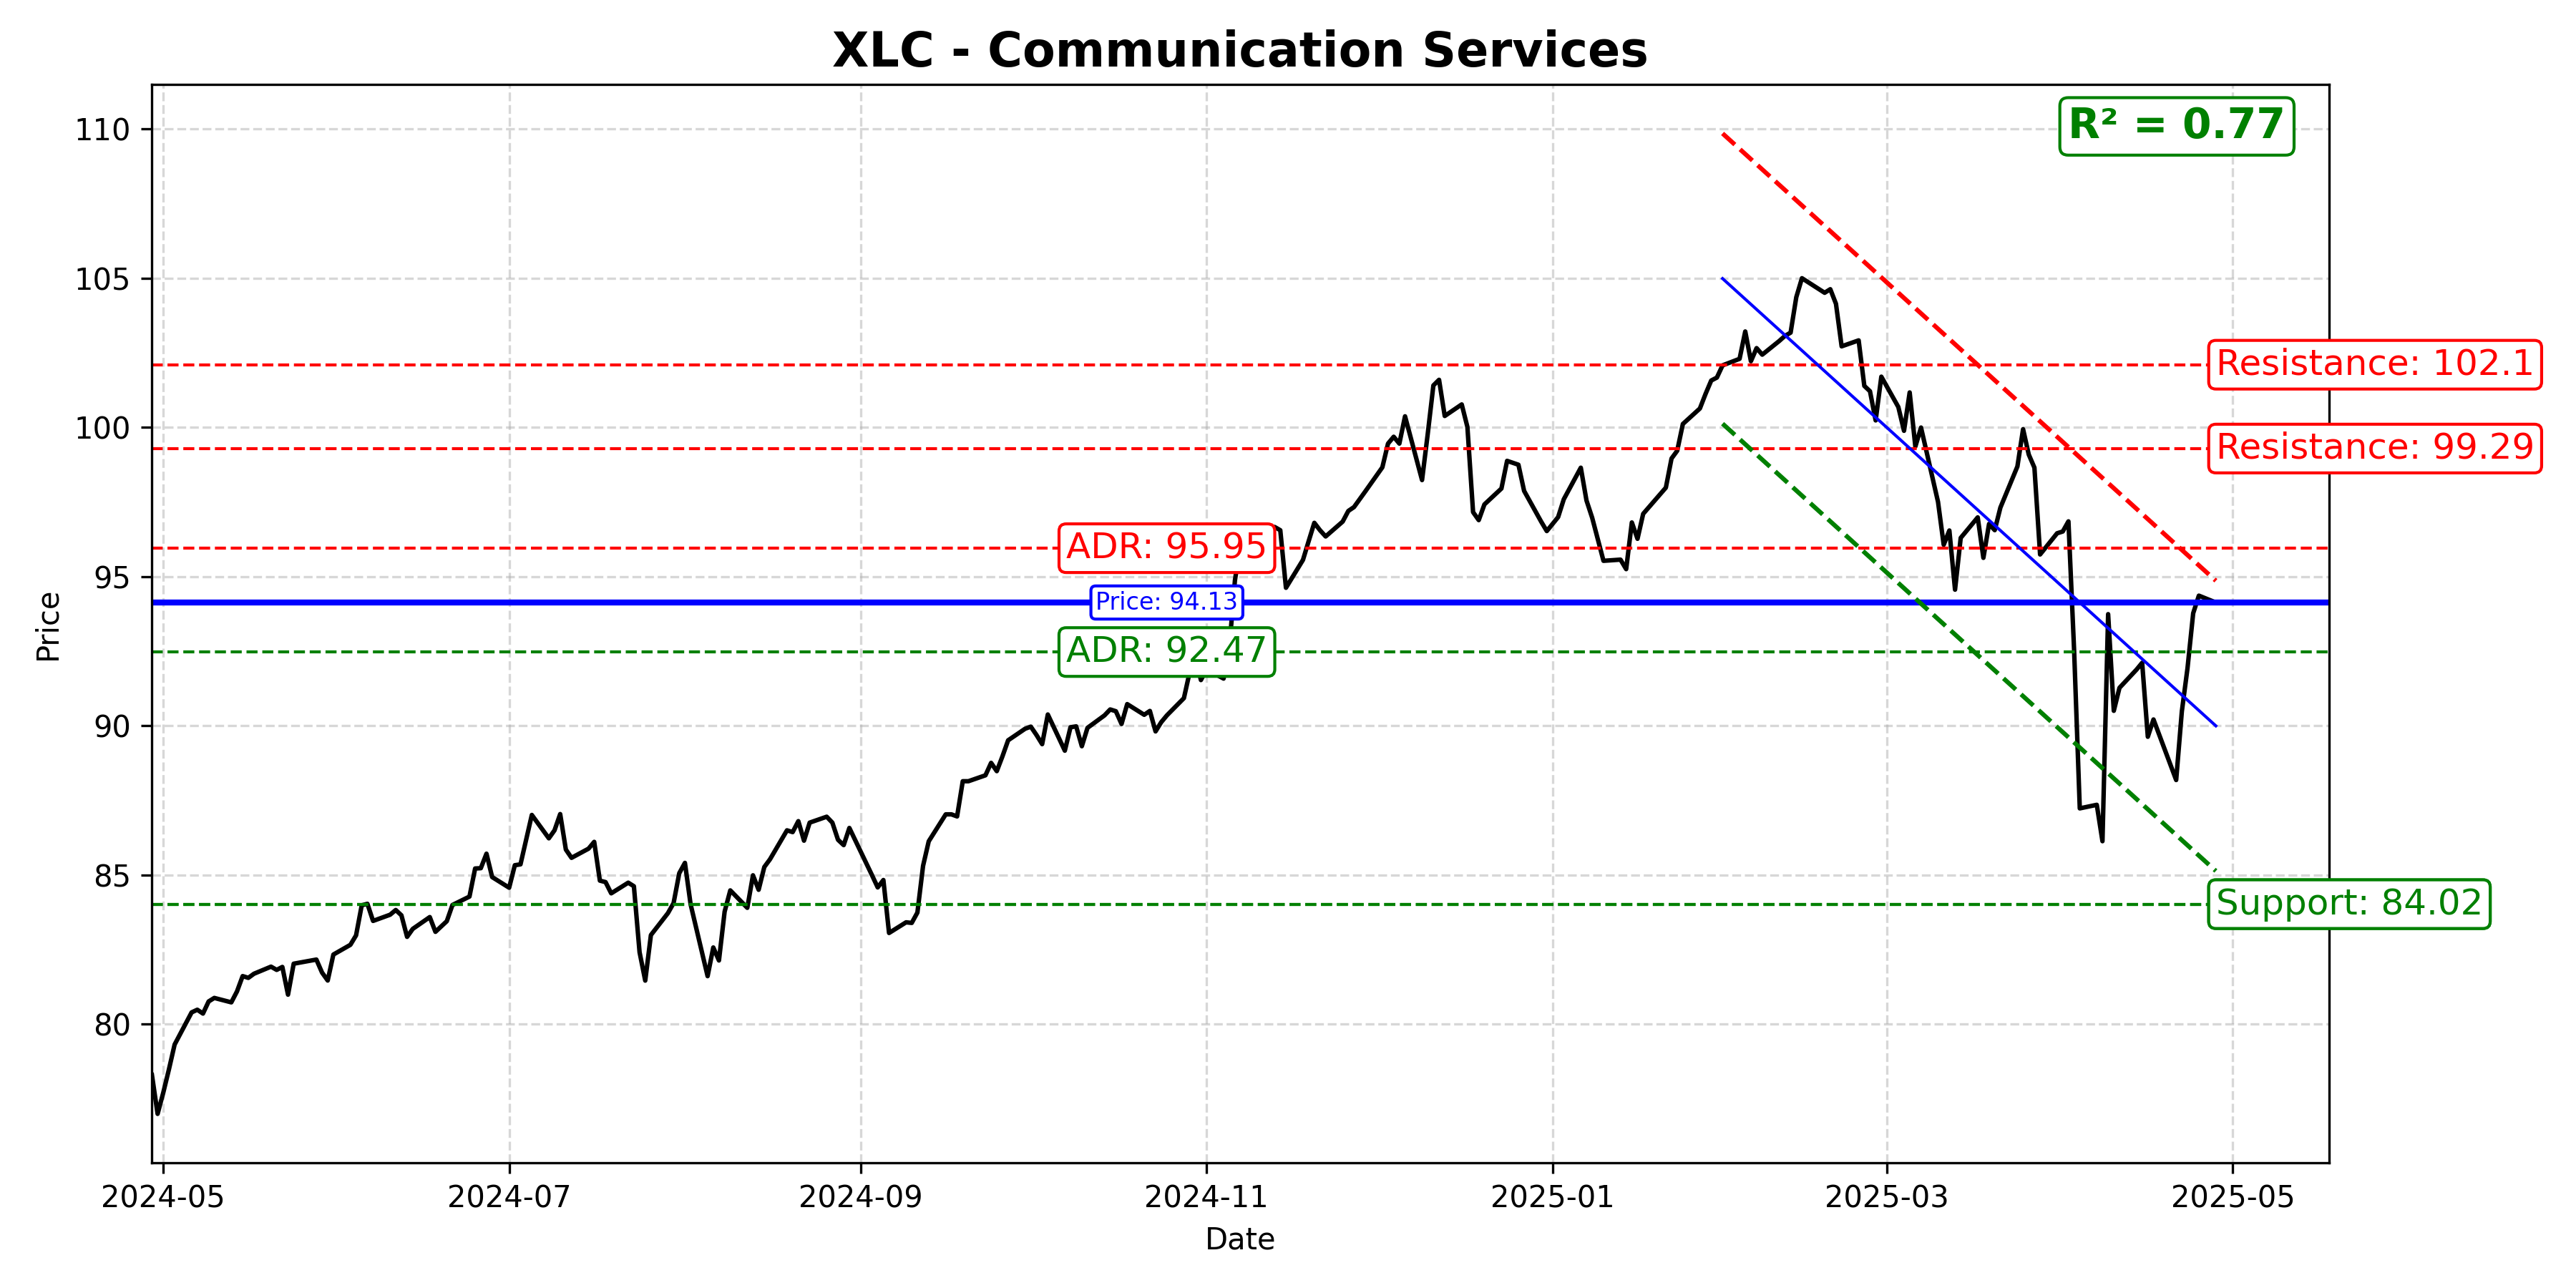 XLC - Communication Services
R² = 0.77
110
105
Resistance: 102.1
100
Resistance: 99.29
ADR: 95.95
95
Price: 94.13
ADR: 92.47
90
85
Support: 84.02
80
Price
2024-05
2024-07
2024-09
2024-11
2025-01
2025-03
2025-05
Date